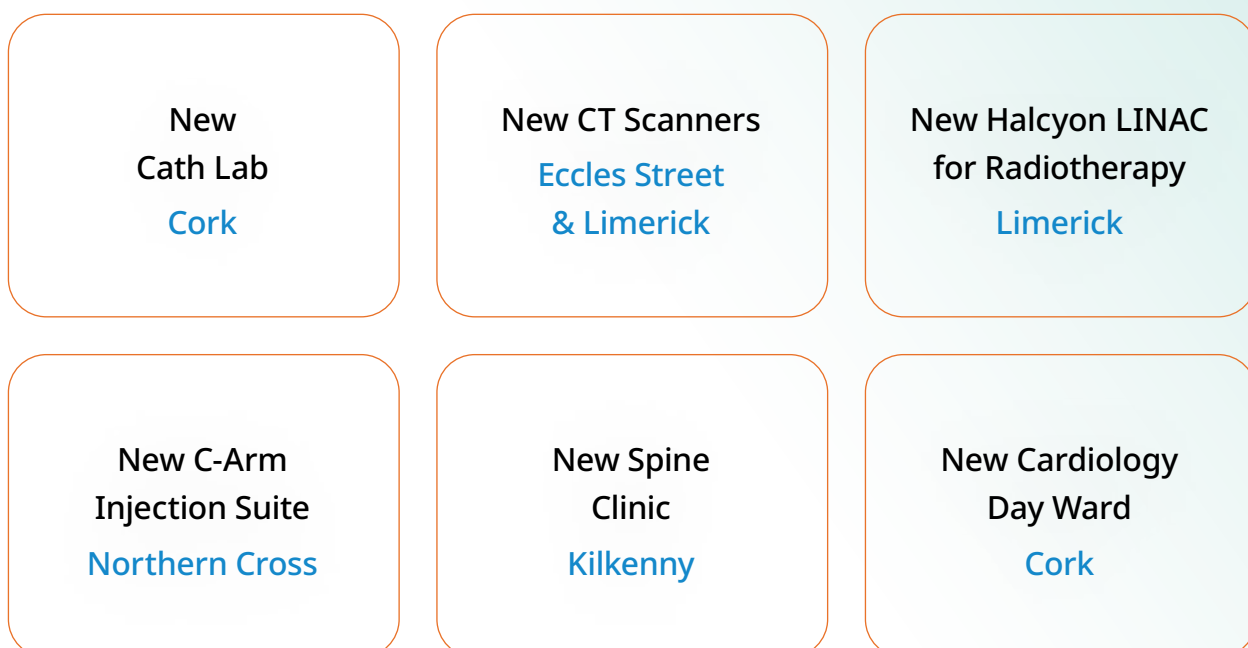 New
Cath Lab
Cork
New CT Scanners
Eccles Street
& Limerick
New Halcyon LINAC
for Radiotherapy
Limerick
New C-Arm
Injection Suite
Northern Cross
New Spine
Clinic
Kilkenny
New Cardiology
Day Ward
Cork